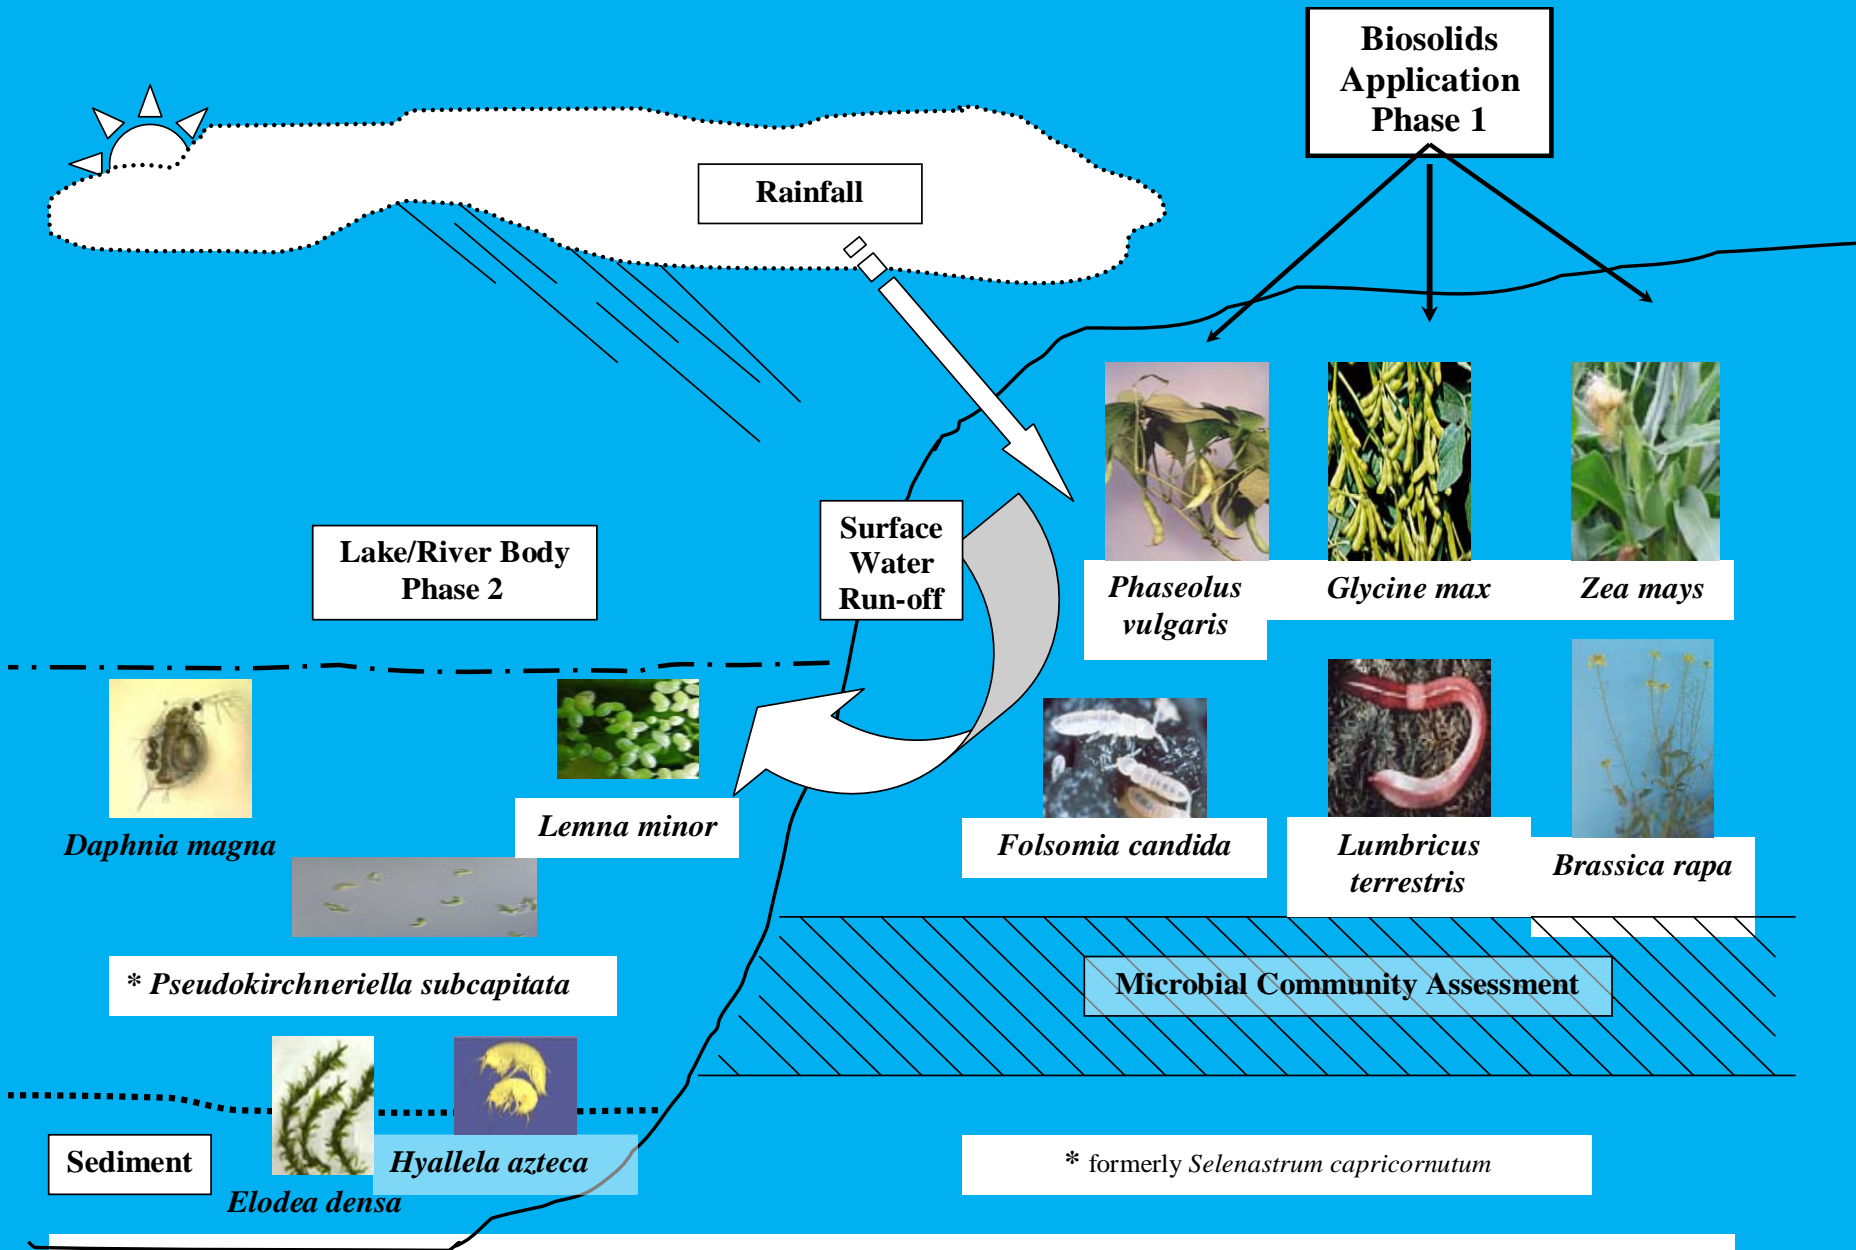 Biosolids
Application
Phase 1
Rainfall
Lake/River Body
Phase 2
Surface
Water
Run-off
Phaseolus
vulgaris
Glycine max
Zea mays
Daphnia magna
Lemna minor
Folsomia candida
Lumbricus
terrestris
Brassica rapa
* Pseudokirchneriella subcapitata
Microbial Community Assessment
Sediment
Elodea densa
Hyallela azteca
* formerly Selenastrum capricornutum